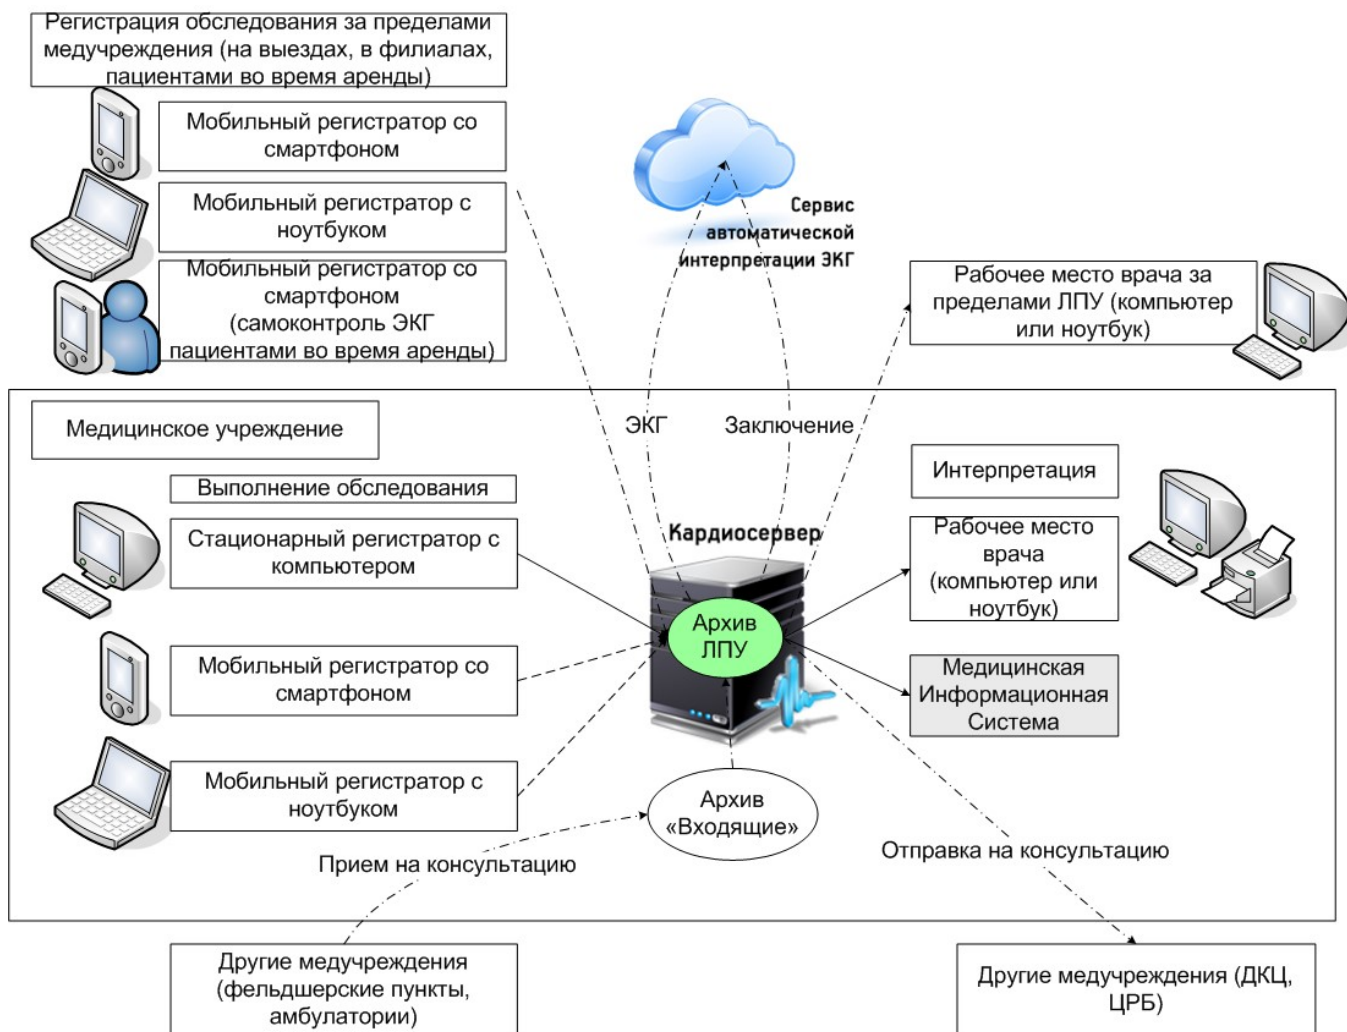 Регистрация обследования за пределами
медучреждения (на выездах, в филиалах,
пациентами во время аренды)
Мобильный регистратор со
смартфоном
Мобильный регистратор с
ноутбуком
Мобильный регистратор со
смартфоном
(самоконтроль ЭКГ
пациентами во время аренды)
Сервис
автоматической
интерпретации ЭКГ
Рабочее место врача за
пределами ЛПУ (компьютер
или ноутбук)
Медицинское учреждение
ЭКГ
Заключение
Выполнение обследования
Стационарный регистратор с
компьютером
Мобильный регистратор со
смартфоном
Мобильный регистратор с
ноутбуком
Кардиосервер
Архив
ЛПУ
Архив
«Входящие»
Интерпретация
Рабочее место
врача
(компьютер или
ноутбук)
Медицинская
Информационная
Система
Прием на консультацию
Отправка на консультацию
Другие медучреждения
(фельдшерские пункты,
амбулатории)
Другие медучреждения (ДКЦ,
ЦРБ)